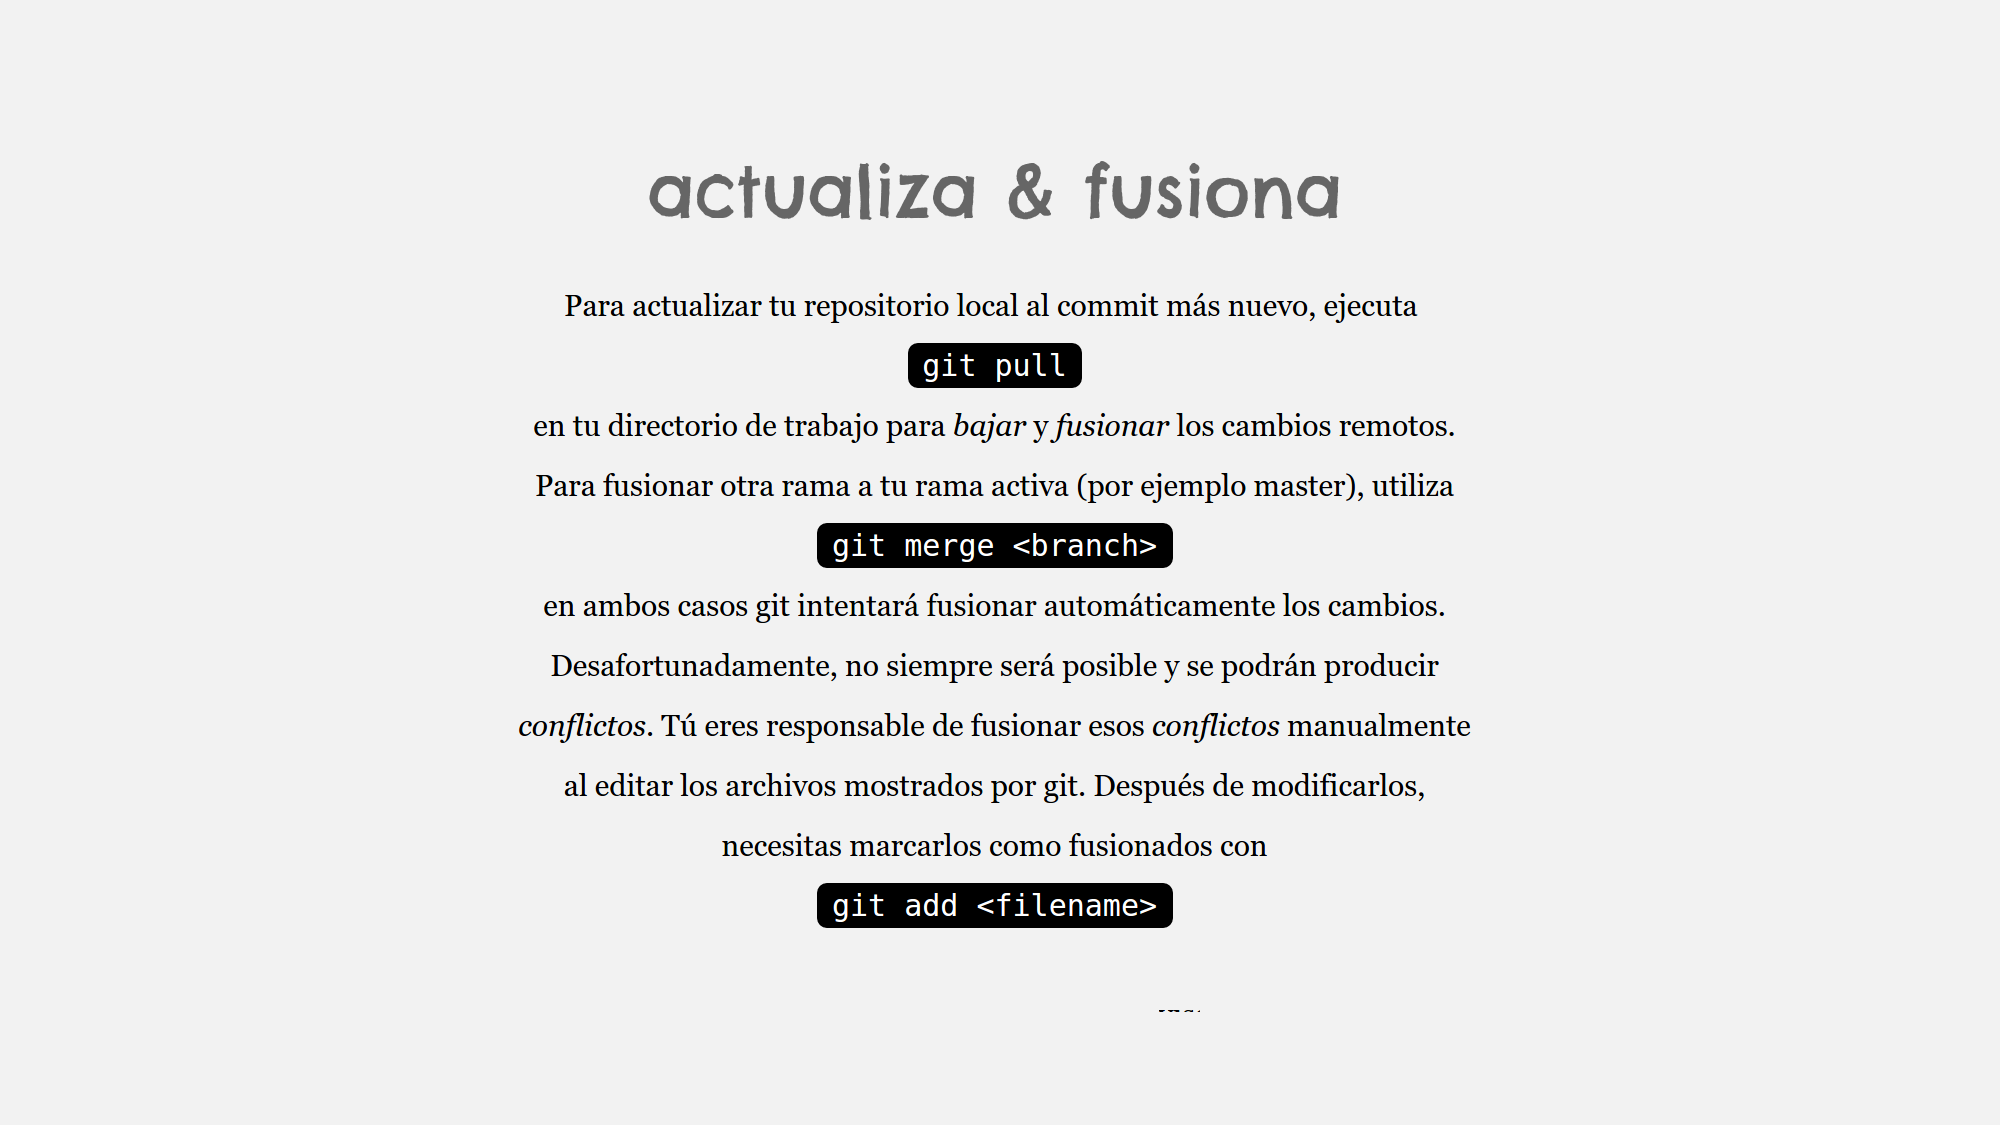 actualiza & fusiona
Para actualizar tu repositorio local al commit más nuevo, ejecuta
git pull
en tu directorio de trabajo para bajar y fusionar los cambios remotos.
Para fusionar otra rama a tu rama activa (por ejemplo master), utiliza
git merge <branch>
en ambos casos git intentará fusionar automáticamente los cambios.
Desafortunadamente, no siempre será posible y se podrán producir
conflictos. Tú eres responsable de fusionar esos conflictos manualmente
al editar los archivos mostrados por git. Después de modificarlos,
necesitas marcarlos como fusionados con
git add <filename>